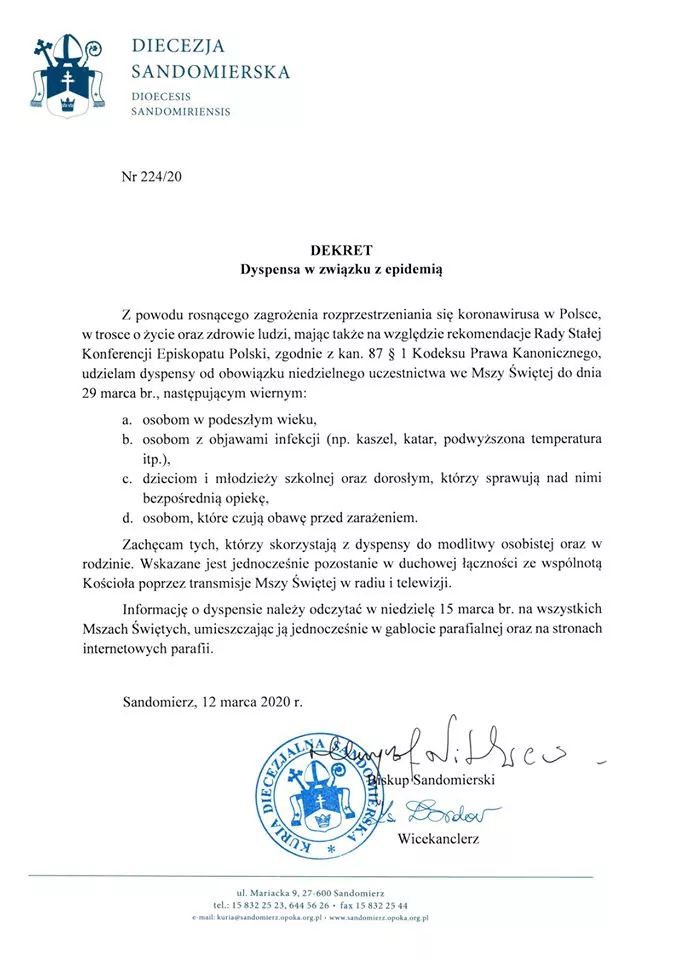 DIECEZJA
SANDOMIERSKA
DIOECESIS
SANDOMIRIENSIS
Nr 224/20
DEKRET
Dyspensa w związku z epidemią
Z powodu rosnącego zagrożenia rozprzestrzeniania się koronawirusa w Polsce,
w trosce o życie oraz zdrowie ludzi, mając także na względzie rekomendacje Rady Stałej
Konferencji Episkopatu Polski, zgodnie z kan. 87 § 1 Kodeksu Prawa Kanonicznego,
udzielam dyspensy od obowiązku niedzielnego uczestnictwa we Mszy Świętej do dnia
29 marca br., następującym wiernym:
a. osobom w podeszłym wieku,
b. osobom z objawami infekcji (np. kaszel, katar, podwyższona temperatura
itp.),
c. dzieciom i młodzieży szkolnej oraz dorosłym, którzy sprawują nad nimi
bezpośrednią opiekę,
d. osobom, które czują obawę przed zarażeniem.
Zachęcam tych, którzy skorzystają z dyspensy do modlitwy osobistej oraz w
rodzinie. Wskazane jest jednocześnie pozostanie w duchowej łączności ze wspólnotą
Kościoła poprzez transmisje Mszy Świętej w radiu i telewizji.
Informację o dyspensie należy odczytać w niedzielę 15 marca br. na wszystkich
Mszach Świętych, umieszczając ją jednocześnie w gablocie parafialnej oraz na stronach
internetowych parafii.
Sandomierz, 12 marca 2020 r.
KURIA DIECEZJALNA SANDOMIERSKA
Biskup Sandomierski
Wicekanclerz
ul. Mariacka 9, 27-600 Sandomierz
tel.: 15 832 25 23, 644 56 26 • fax 15 832 25 44
e-mail: kuria@sandomierz.opoka.org.pl • www.sandomierz.opoka.org.pl